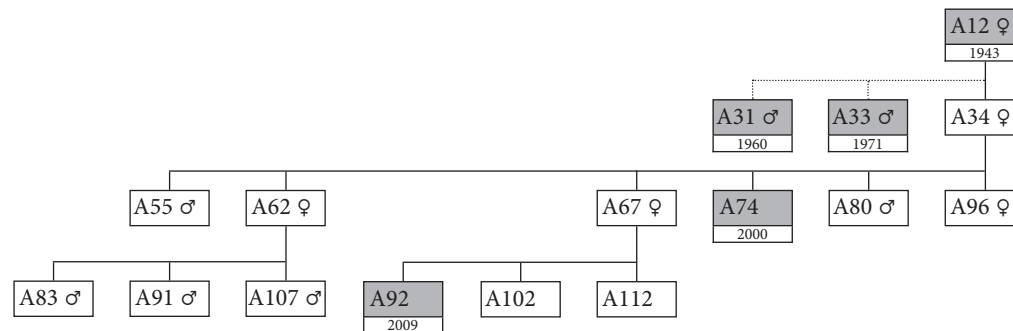 A12 ♀
1943
A31 ♂
A33 ♂
A34 ♀
1960
1971
A55 ♂
A62 ♀
A67 ♀
A74
A80 ♂
A96 ♀
2000
A83 ♂
A91 ♂
A107 ♂
A92
A102
A112
2009